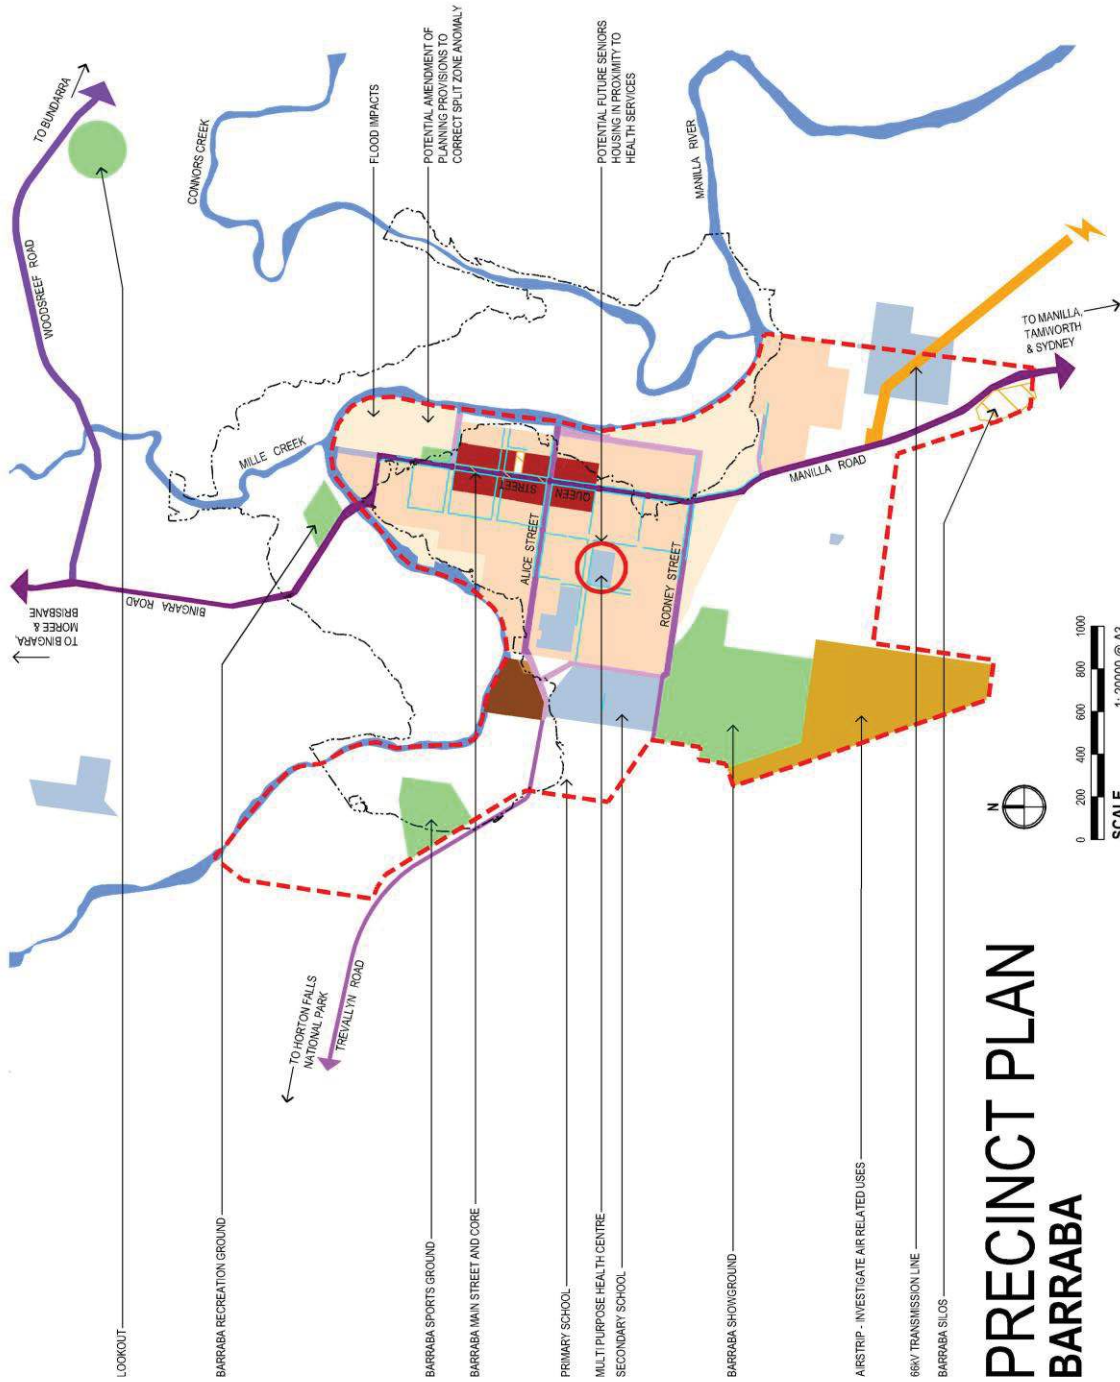 TO BUNDARRA
WOODSREEF ROAD
CONNORS CREEK
MILLE CREEK
FLOOD IMPACTS
POTENTIAL AMENDMENT OF
PLANNING PROVISIONS TO
CORRECT SPLIT ZONE ANOMALY
POTENTIAL FUTURE SENIORS
HOUSING IN PROXIMITY TO
HEALTH SERVICES
MANILLA RIVER
TO MANILLA,
TAMWORTH
& SYDNEY
MANILLA ROAD
QUEEN
STREET
ALICE STREET
RODNEY STREET
BINGARA ROAD
TO BINGARA,
MOREE &
BRISBANE
TO HORTON FALLS
NATIONAL PARK
TREVALLYN ROAD
LOOKOUT
BARRABA RECREATION GROUND
BARRABA SPORTS GROUND
BARRABA MAIN STREET AND CORE
PRIMARY SCHOOL
MULTI PURPOSE HEALTH CENTRE
SECONDARY SCHOOL
BARRABA SHOWGROUND
AIRSTRIP - INVESTIGATE AIR RELATED USES
66kV TRANSMISSION LINE
BARRABA SILOS
N
0 200 400 600 800 1000
SCALE 1: 20000 @ A3
PRECINCT PLAN
BARRABA